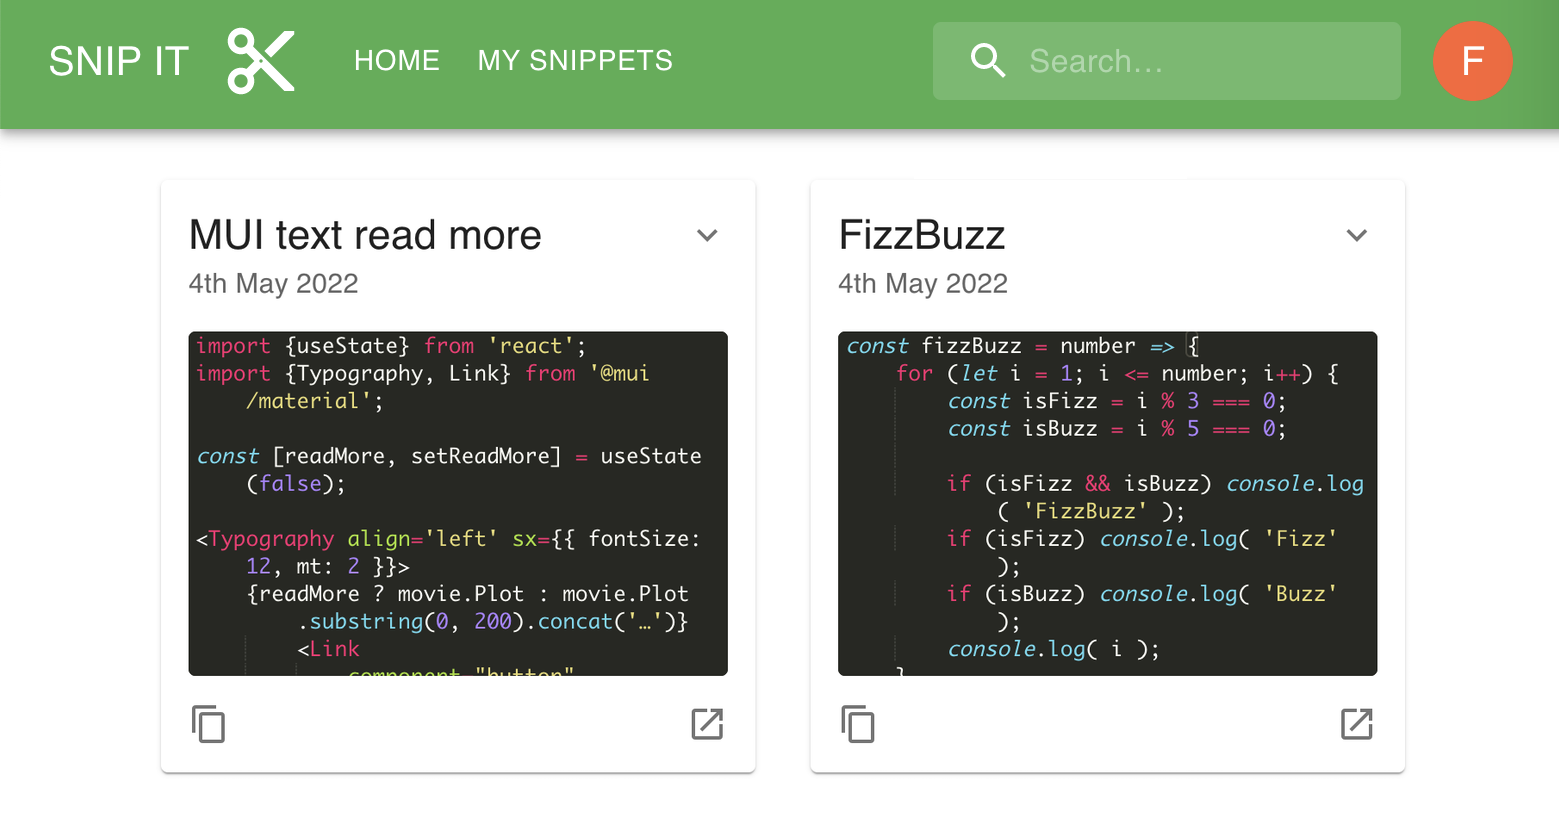 SNIP IT HOME MY SNIPPETS Search… F
MUI text read more
4th May 2022
import {useState} from 'react';
import {Typography, Link} from '@mui
/material';
const [readMore, setReadMore] = useState
(false);
<Typography align='left' sx={{ fontSize:
12, mt: 2 }}>
{readMore ? movie.Plot : movie.Plot
.substring(0, 200).concat('…')}
<Link
component="button"
FizzBuzz
4th May 2022
const fizzBuzz = number => {
for (let i = 1; i <= number; i++) {
const isFizz = i % 3 === 0;
const isBuzz = i % 5 === 0;
if (isFizz && isBuzz) console.log
( 'FizzBuzz' );
if (isFizz) console.log( 'Fizz'
);
if (isBuzz) console.log( 'Buzz'
);
console.log( i );
}